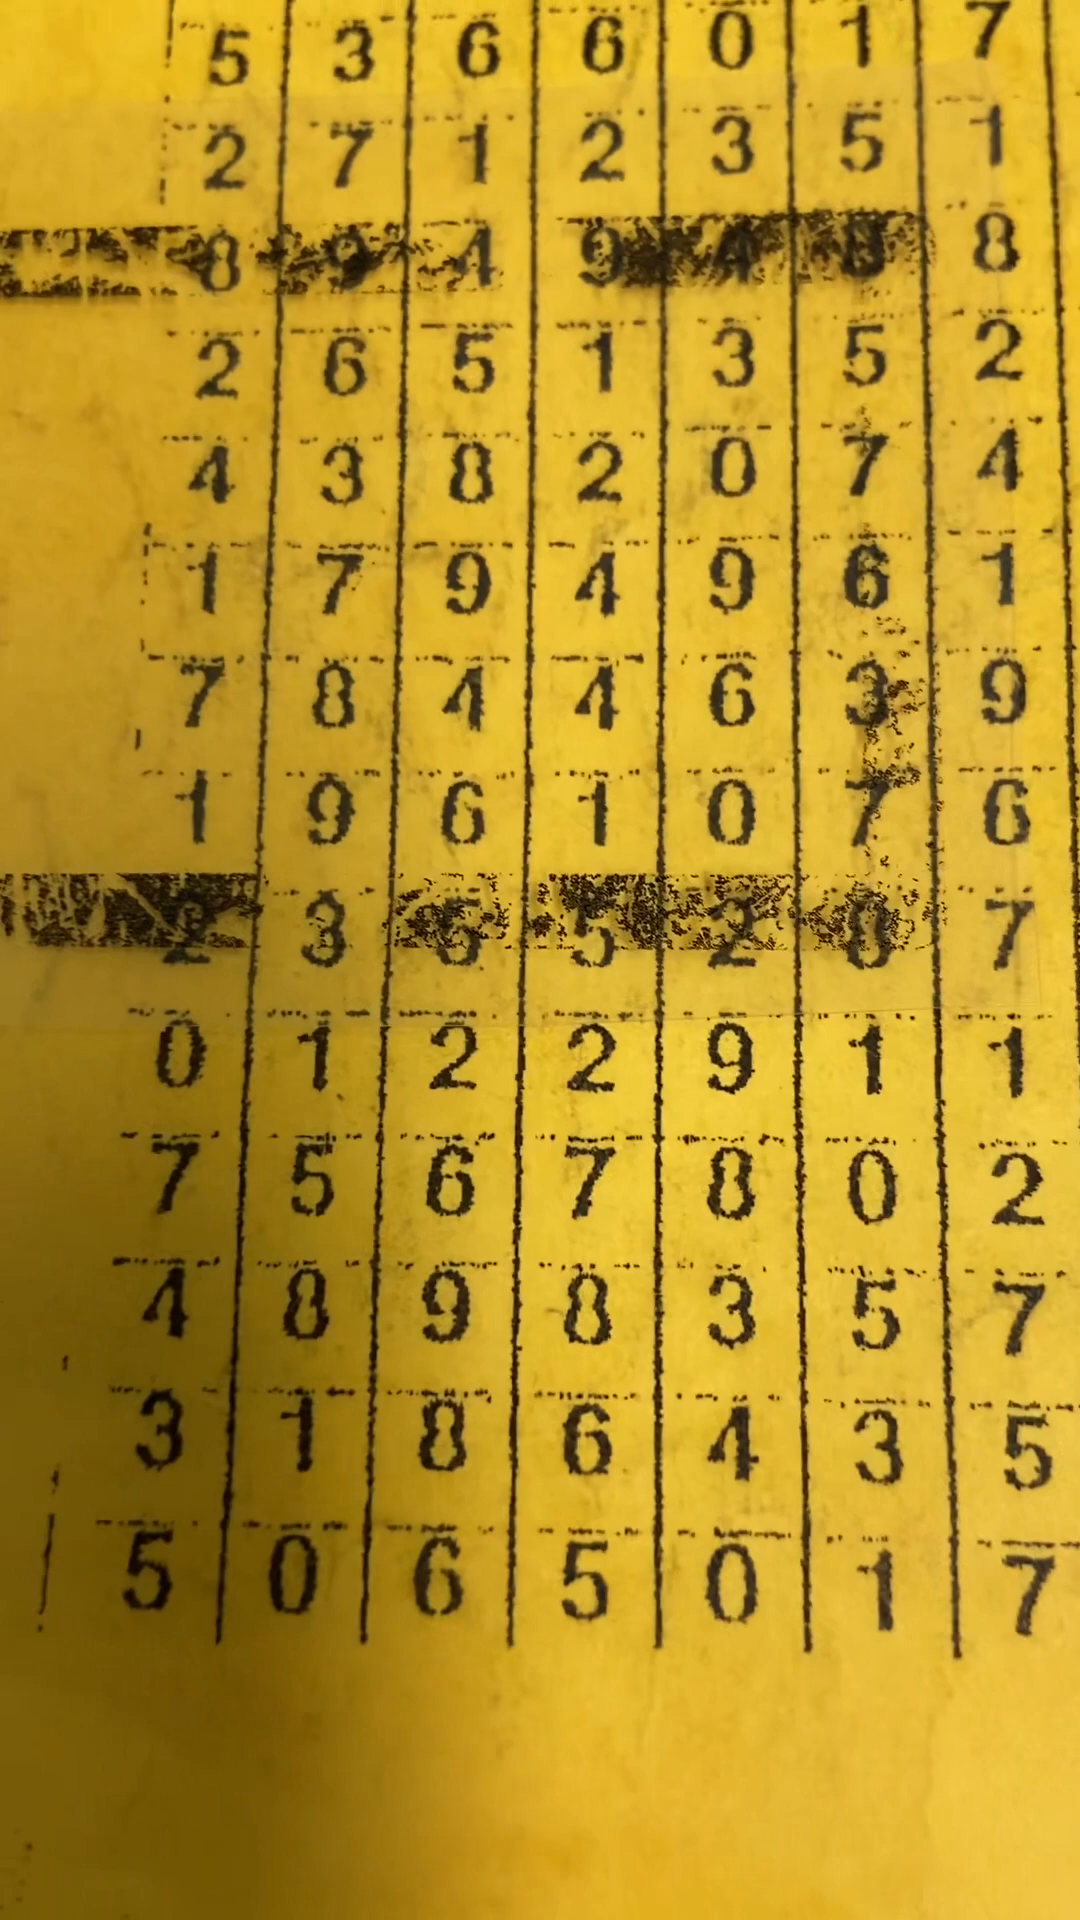 5 3 6 6 0 1 7
2 7 1 2 3 5 1
8 9 4 9 4 8 8
2 6 5 1 3 5 2
4 3 8 2 0 7 4
1 7 9 4 9 6 1
7 8 4 4 6 3 9
1 9 6 1 0 7 6
2 3 6 5 2 0 7
0 1 2 2 9 1 1
7 5 6 7 8 0 2
4 8 9 8 3 5 7
3 1 8 6 4 3 5
5 0 6 5 0 1 7